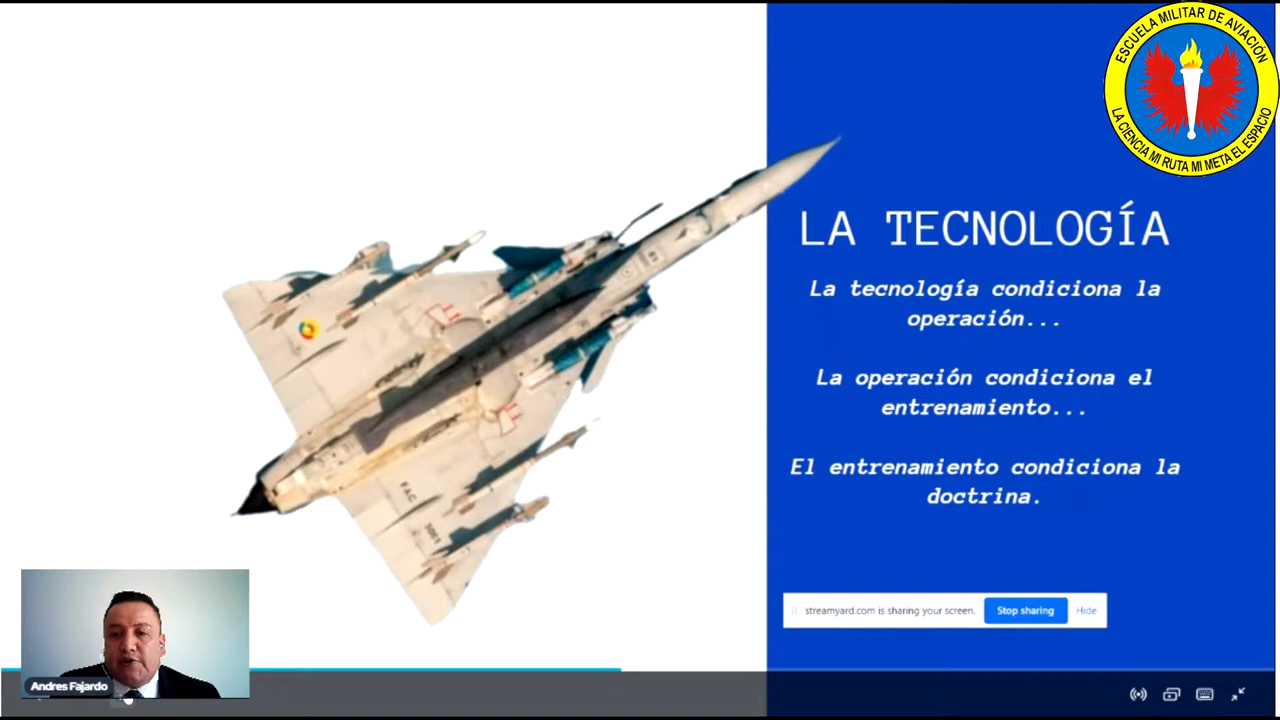 ESCUELA MILITAR DE AVIACIÓN
LA CIENCIA MI RUTA MI META EL ESPACIO
LA TECNOLOGÍA
La tecnología condiciona la
operación...
La operación condiciona el
entrenamiento...
El entrenamiento condiciona la
doctrina.
FAC
streamyard.com is sharing your screen.
Stop sharing
Hide
Andres Fajardo